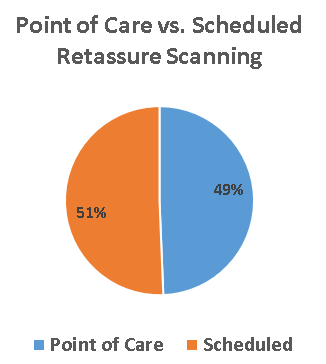 Point of Care vs. Scheduled
Retassure Scanning
49%
51%
Point of Care
Scheduled